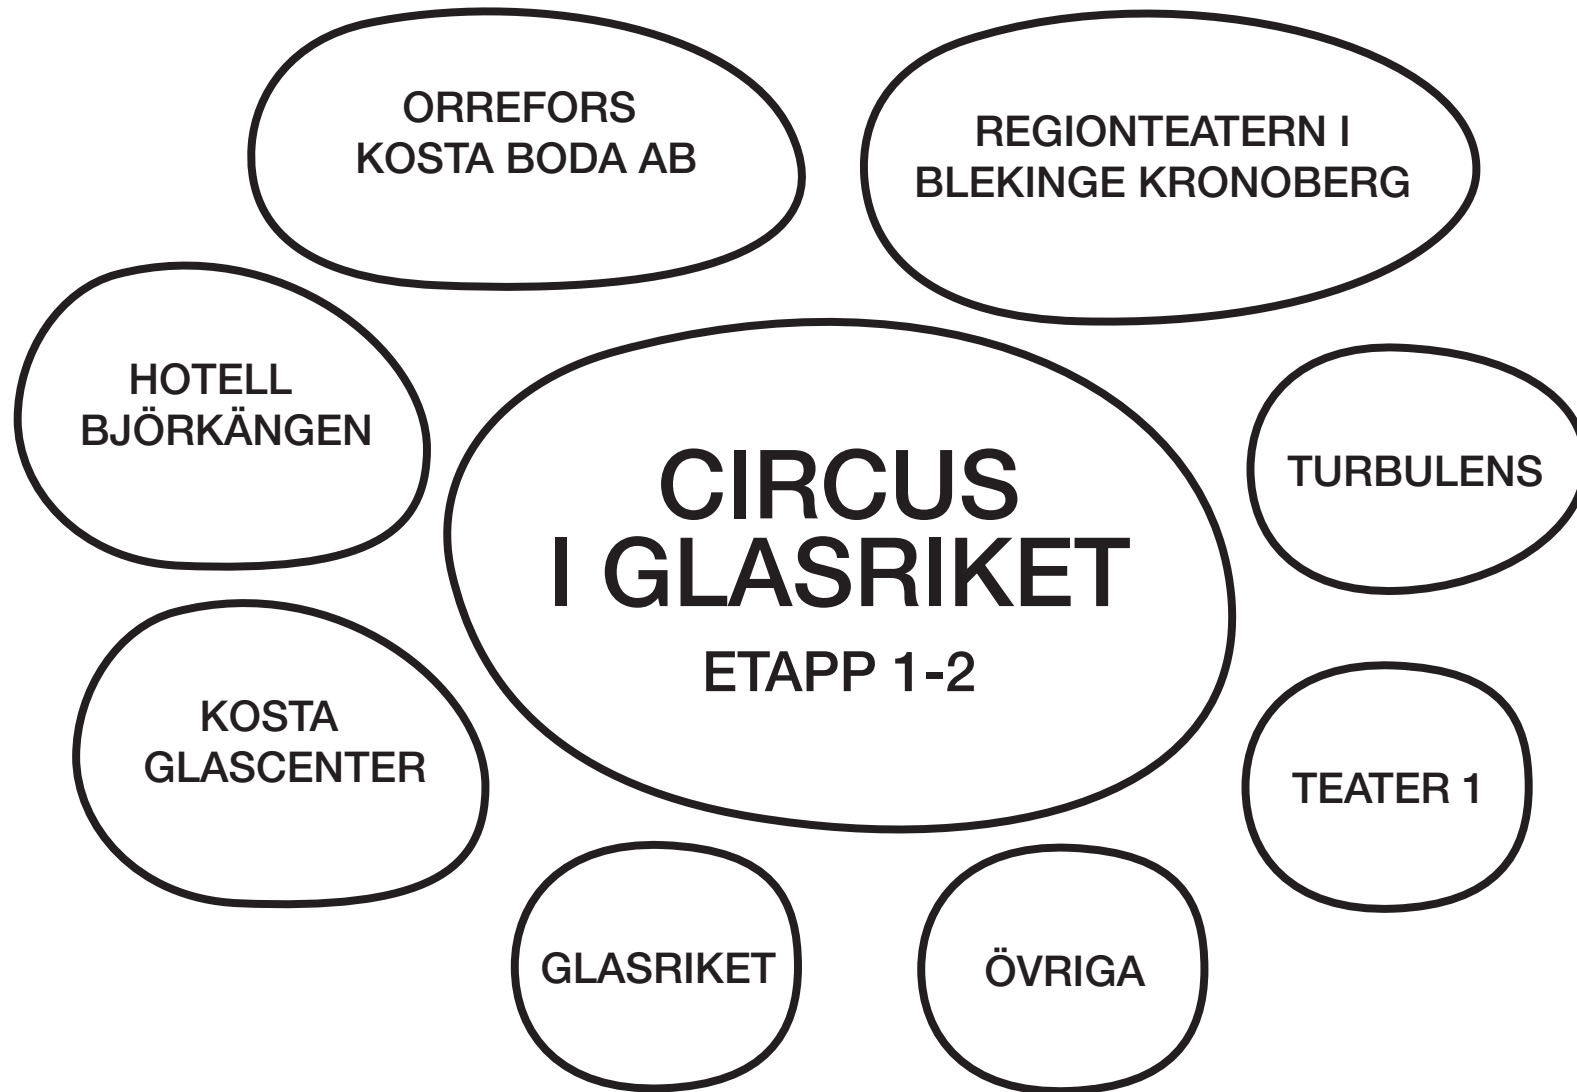 ORREFORS
KOSTA BODA AB
REGIONTEATERN I
BLEKINGE KRONOBERG
HOTELL
BJÖRKÄNGEN
CIRCUS
I GLASRIKET
ETAPP 1-2
TURBULENS
KOSTA
GLASCENTER
TEATER 1
GLASRIKET
ÖVRIGA